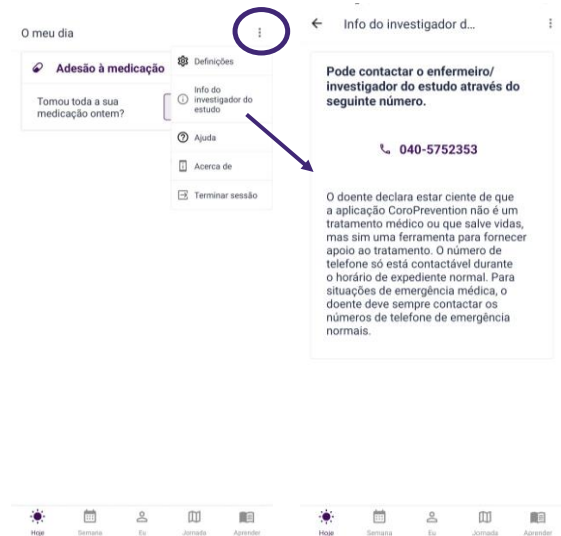 O meu dia
Adesão à medicação
Tomou toda a sua
medicação ontem?
Definições
Info do
investigador do
estudo
Ajuda
Acerca de
Terminar sessão
Hoje
Semana
Eu
Jornada
Aprender
Info do investigador d...
Pode contactar o enfermeiro/
investigador do estudo através do
seguinte número.
040-5752353
O doente declara estar ciente de que
a aplicação CoroPrevention não é um
tratamento médico ou que salve vidas,
mas sim uma ferramenta para fornecer
apoio ao tratamento. O número de
telefone só está contactável durante
o horário de expediente normal. Para
situações de emergência médica, o
doente deve sempre contactar os
números de telefone de emergência
normais.
Hoje
Semana
Eu
Jornada
Aprender